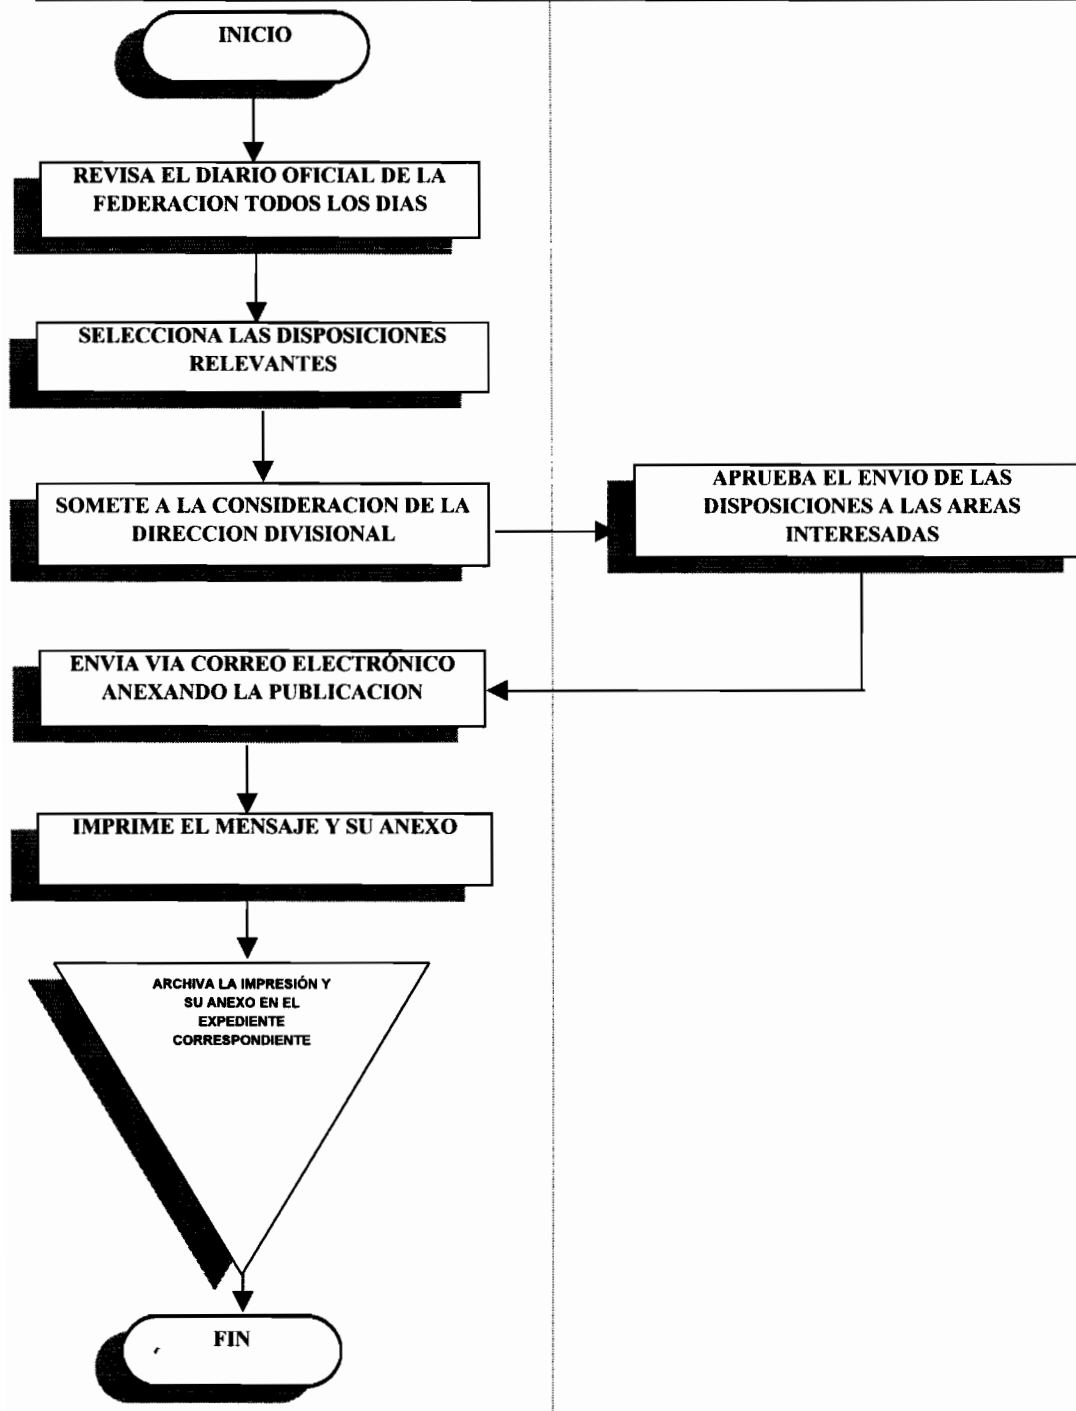 INICIO
REVISA EL DIARIO OFICIAL DE LA
FEDERACION TODOS LOS DIAS
SELECCIONA LAS DISPOSICIONES
RELEVANTES
SOMETE A LA CONSIDERACION DE LA
DIRECCION DIVISIONAL
APRUEBA EL ENVIO DE LAS
DISPOSICIONES A LAS AREAS
INTERESADAS
ENVIA VIA CORREO ELECTRÓNICO
ANEXANDO LA PUBLICACION
IMPRIME EL MENSAJE Y SU ANEXO
ARCHIVA LA IMPRESIÓN Y
SU ANEXO EN EL
EXPEDIENTE
CORRESPONDIENTE
FIN